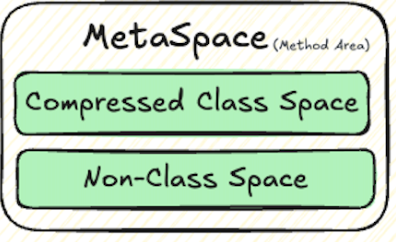 MetaSpace (Method Area)
Compressed Class Space
Non-Class Space